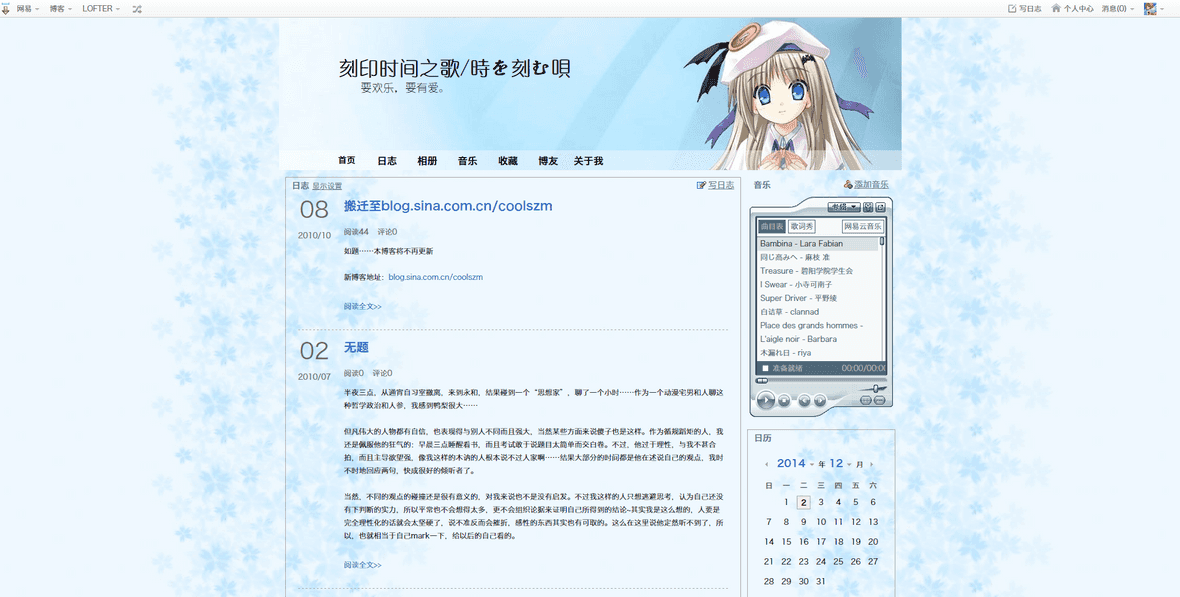 网易 博客 LOFTER
写日志 个人中心 消息(0)
刻印时间之歌/時を刻む唄
要欢乐，要有爱。
首页 日志 相册 音乐 收藏 博友 关于我
日志 显示设置 写日志
08
2010/10
搬迁至blog.sina.com.cn/coolszm
阅读44 评论0
如题……本博客将不再更新
新博客地址：blog.sina.com.cn/coolszm
阅读全文>>
02
2010/07
无题
阅读0 评论0
半夜三点，从通宵自习室撤离，来到永和，结果碰到一个“思想家”，聊了一个小时……作为一个动漫宅男和人聊这
种哲学政治和人参，我感到鸭梨很大……
但凡伟大的人物都有自信，也表现得与别人不同而且强大，当然某些方面来说傻子也是这样。作为循规蹈矩的人，我
还是佩服他的狂气的：早晨三点睡醒看书，而且考试敢于说题目太简单而交白卷。不过，他过于理性，与我不甚合
拍，而且主导欲望强，像我这样的木讷的人根本说不过人家啊……结果大部分的时间都是他在述说自己的观点，我时
不时地回应两句，快成很好的倾听者了。
当然，不同的观点的碰撞还是很有意义的，对我来说也不是没有启发。不过我这样的人只想逃避思考，认为自己还没
有下判断的实力，所以平常也不会想得太多，更不会组织论据来证明自己所得到的结论~其实我是这么想的，人要是
完全理性化的话就会太坚硬了，说不准反而会摧折，感性的东西其实也有可取的。这么在这里说他定然听不到了，所
以，也就相当于自己mark一下，给以后的自己看的。
阅读全文>>
音乐 添加音乐
曲目表 歌词秀 网易云音乐
Bambina - Lara Fabian
同じ高みへ - 麻枝 准
Treasure - 碧阳学院学生会
I Swear - 小寺可南子
Super Driver - 平野绫
白诘草 - clannad
Place des grands hommes -
L'aigle noir - Barbara
木漏れ日 - riya
准备就绪 00:00/00:00
日历
2014 年 12 月
日 一 二 三 四 五 六
1 2 3 4 5 6
7 8 9 10 11 12 13
14 15 16 17 18 19 20
21 22 23 24 25 26 27
28 29 30 31